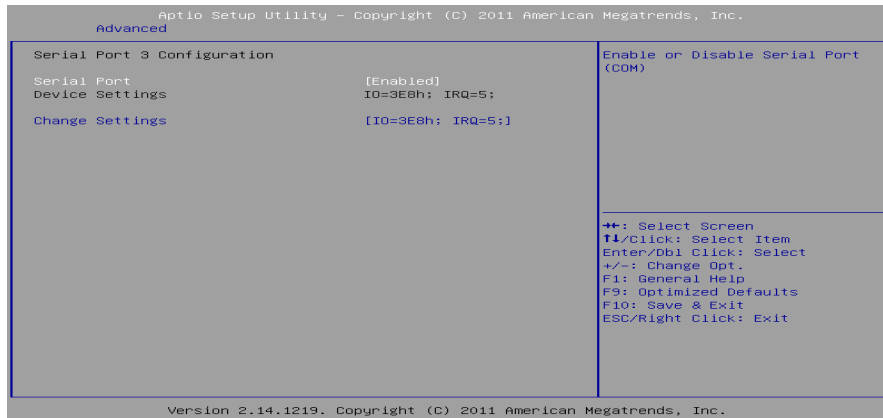 Aptio Setup Utility – Copyright (C) 2011 American Megatrends, Inc.
Advanced
Serial Port 3 Configuration
Serial Port [Enabled]
Device Settings IO=3E8h; IRQ=5;
Change Settings [IO=3E8h; IRQ=5;]
Enable or Disable Serial Port
(COM)
→←: Select Screen
↑↓/Click: Select Item
Enter/Dbl Click: Select
+/-: Change Opt.
F1: General Help
F9: Optimized Defaults
F10: Save & Exit
ESC/Right Click: Exit
Version 2.14.1219. Copyright (C) 2011 American Megatrends, Inc.